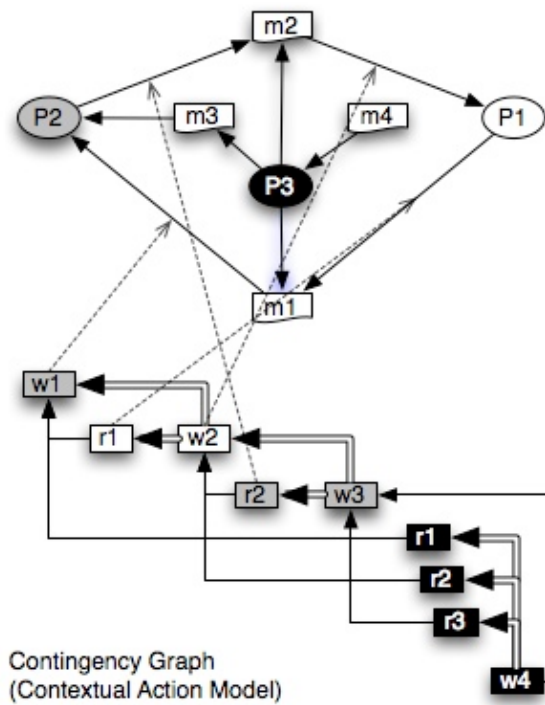 m2
P2 m3 m4 P1
P3
m1
w1
r1 w2
r2 w3
r1
r2
r3
w4
Contingency Graph
(Contextual Action Model)